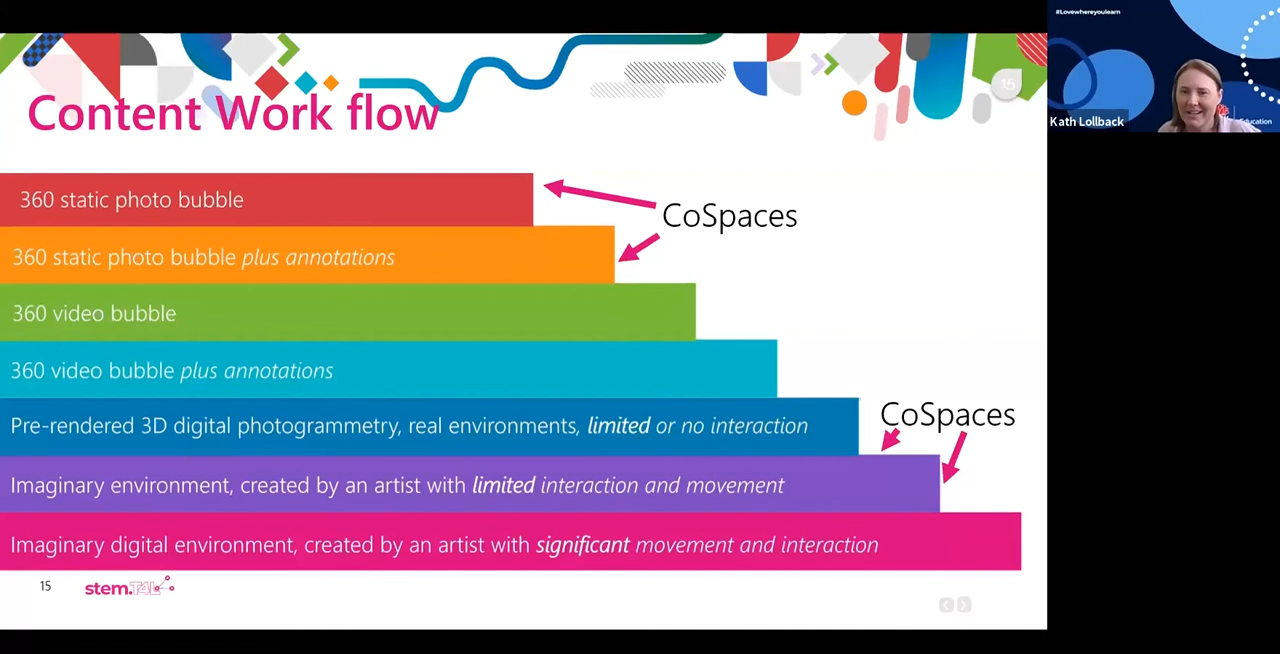 #Lovewhereyoulearn
15
Content Work flow
Kath Lollback
Education
360 static photo bubble
CoSpaces
360 static photo bubble plus annotations
360 video bubble
360 video bubble plus annotations
Pre-rendered 3D digital photogrammetry, real environments, limited or no interaction
CoSpaces
Imaginary environment, created by an artist with limited interaction and movement
Imaginary digital environment, created by an artist with significant movement and interaction
15
stem.T4L